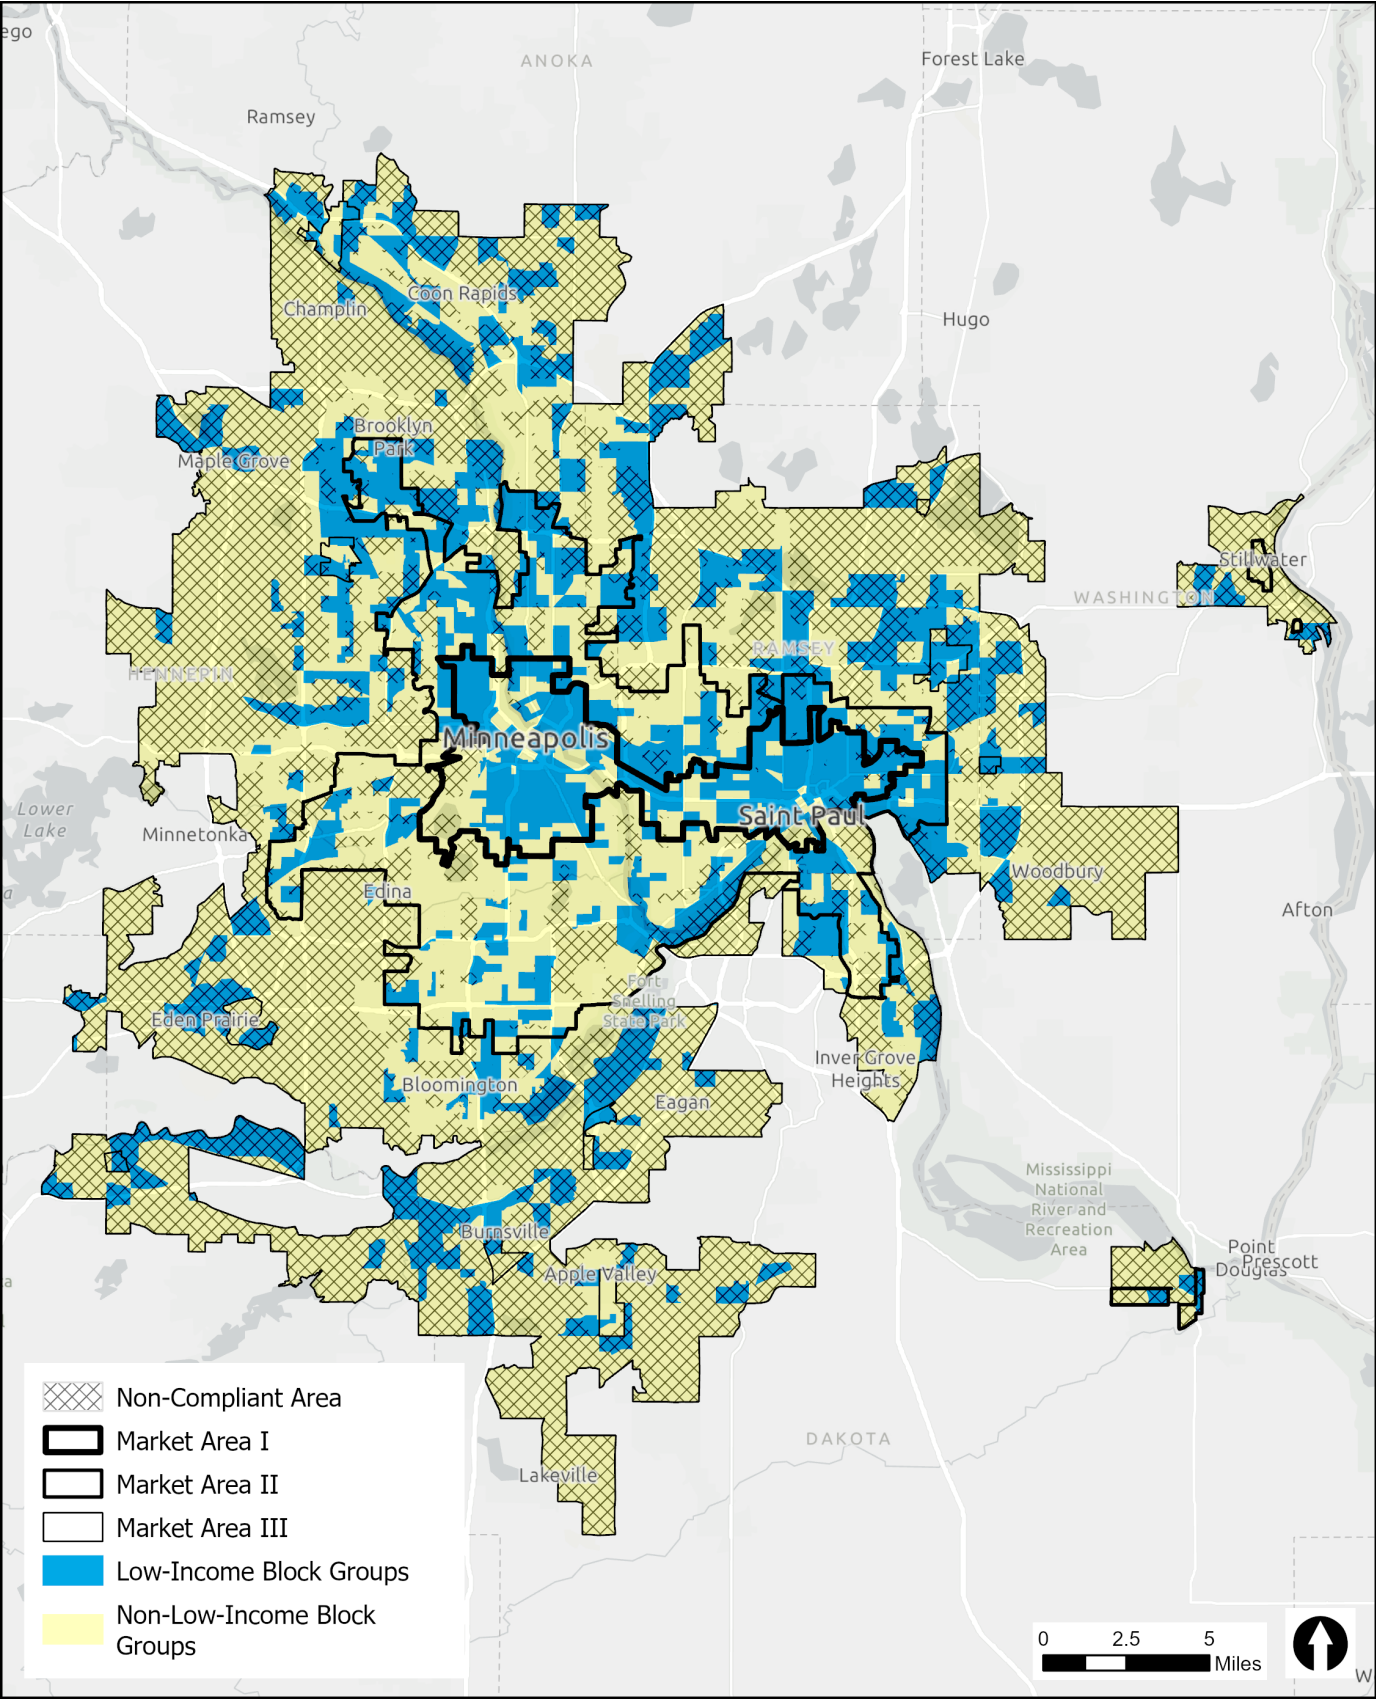 ego
ANOKA
Forest Lake
Ramsey
Coon Rapids
Champlin
Hugo
Brooklyn
Park
Maple Grove
Stillwater
WASHINGTON
RAMSEY
HENNEPIN
Minneapolis
Lower
Lake
Minnetonka
Saint Paul
Woodbury
Edina
a
Afton
Fort
Snelling
State Park
Eden Prairie
Inver Grove
Heights
Bloomington
Eagan
Mississippi
National
River and
Recreation
Area
Burnsville
Point
Douglas
Prescott
Apple Valley
a
DAKOTA
Lakeville
Non-Compliant Area
Market Area I
Market Area II
Market Area III
Low-Income Block Groups
Non-Low-Income Block
Groups
0 2.5 5
Miles
W